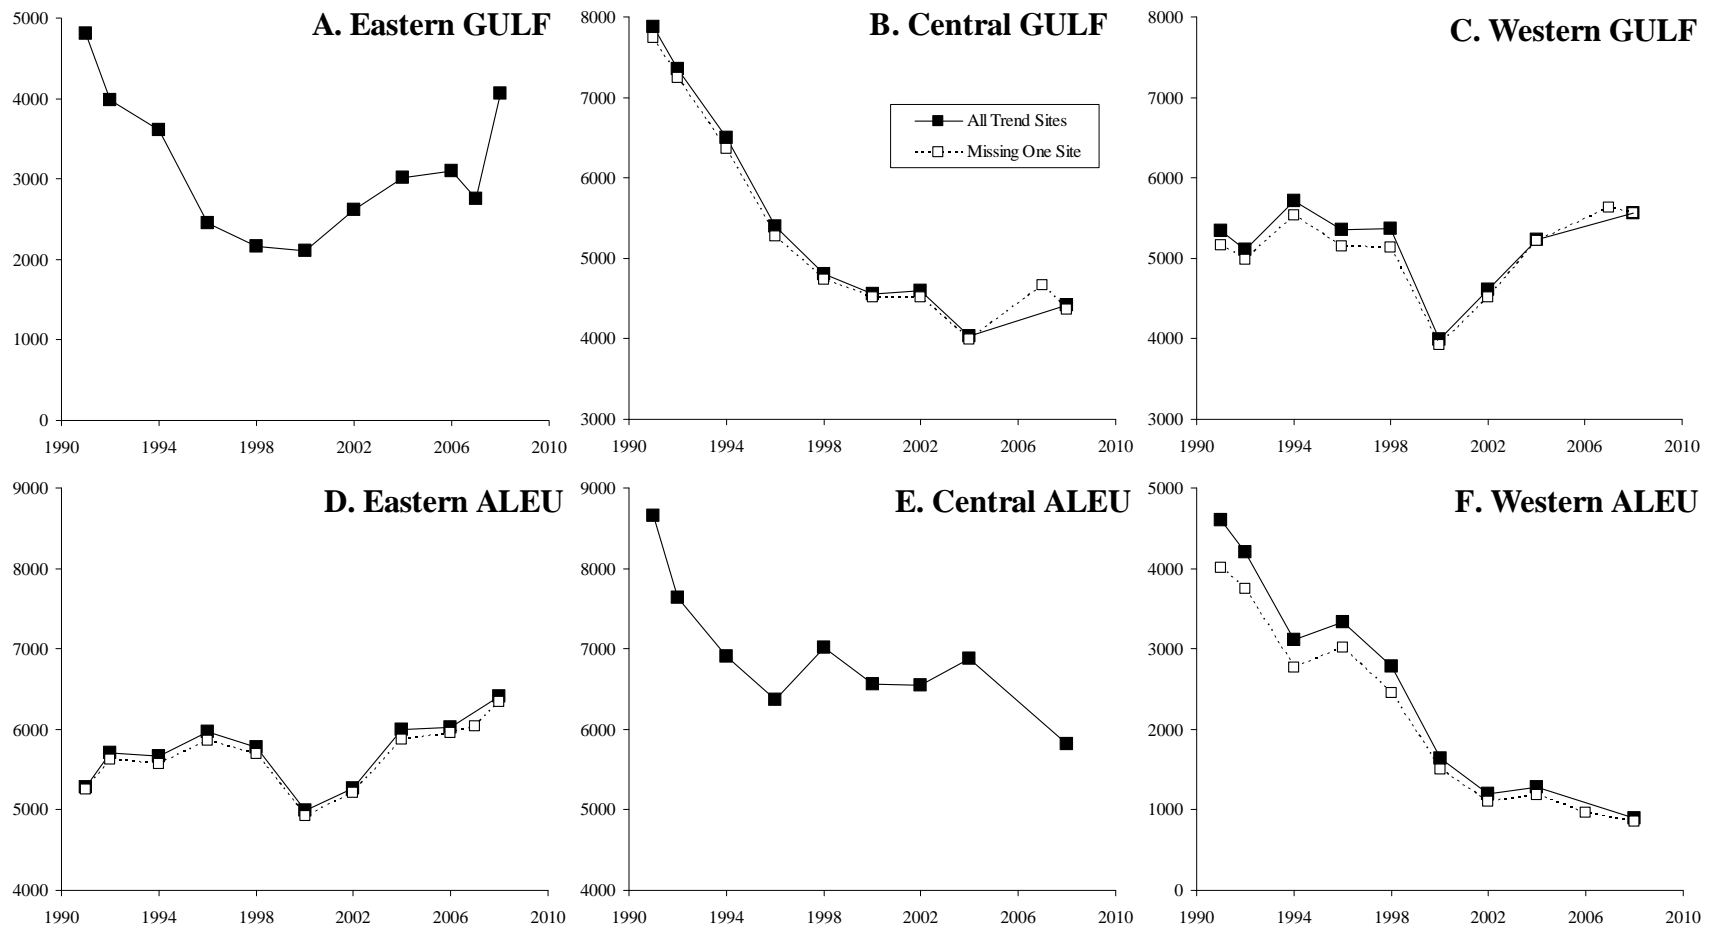 A. Eastern GULF
5000
4000
3000
2000
1000
0
1990 1994 1998 2002 2006 2010
B. Central GULF
8000
7000
6000
5000
4000
3000
All Trend Sites
Missing One Site
1990 1994 1998 2002 2006 2010
C. Western GULF
8000
7000
6000
5000
4000
3000
1990 1994 1998 2002 2006 2010
D. Eastern ALEU
9000
8000
7000
6000
5000
4000
1990 1994 1998 2002 2006 2010
E. Central ALEU
9000
8000
7000
6000
5000
4000
1990 1994 1998 2002 2006 2010
F. Western ALEU
5000
4000
3000
2000
1000
0
1990 1994 1998 2002 2006 2010